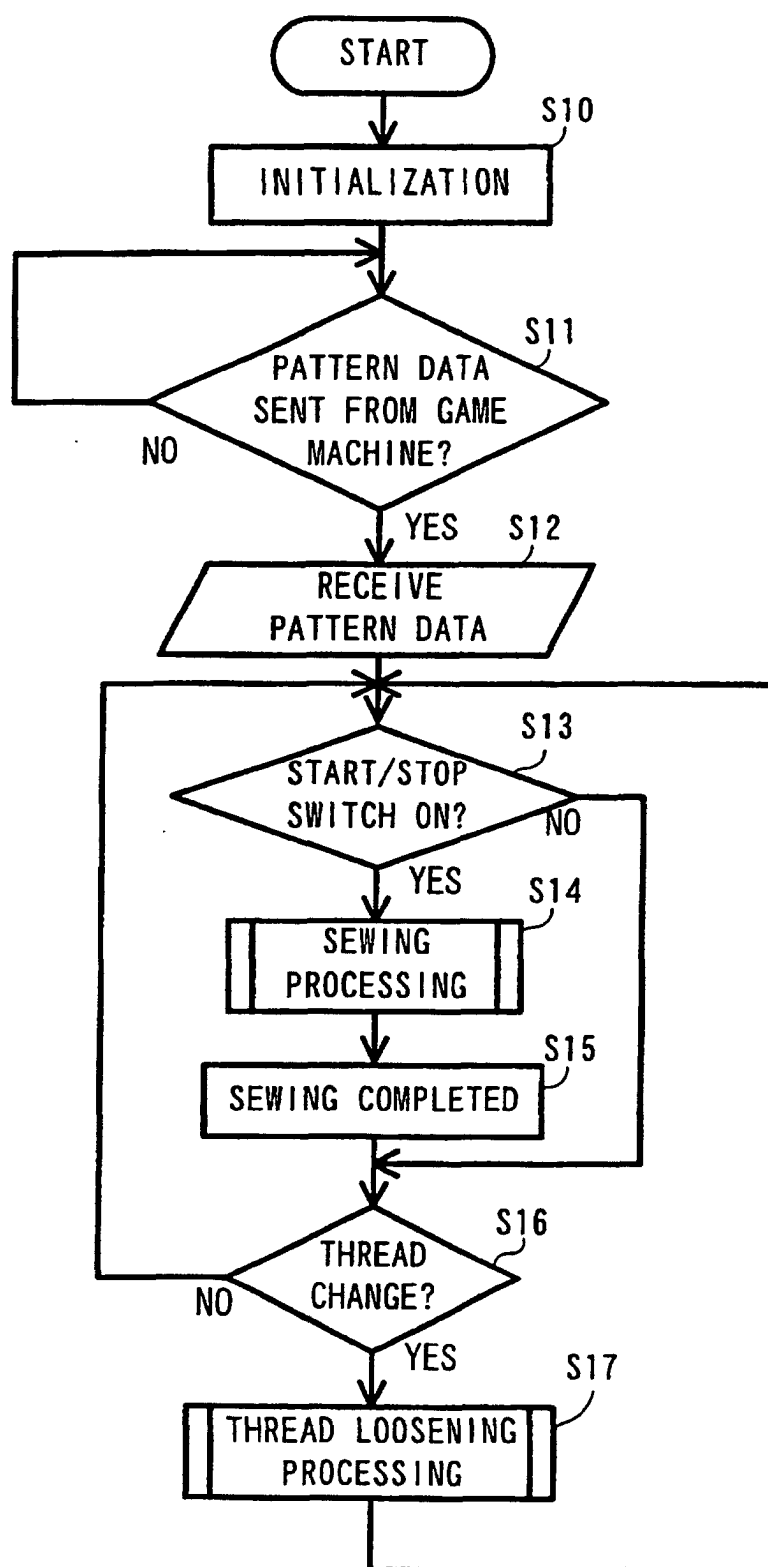 START
S10
INITIALIZATION
S11
PATTERN DATA
SENT FROM GAME
MACHINE?
NO
YES
S12
RECEIVE
PATTERN DATA
S13
START/STOP
SWITCH ON?
NO
YES
S14
SEWING
PROCESSING
S15
SEWING COMPLETED
S16
THREAD
CHANGE?
NO
YES
S17
THREAD LOOSENING
PROCESSING